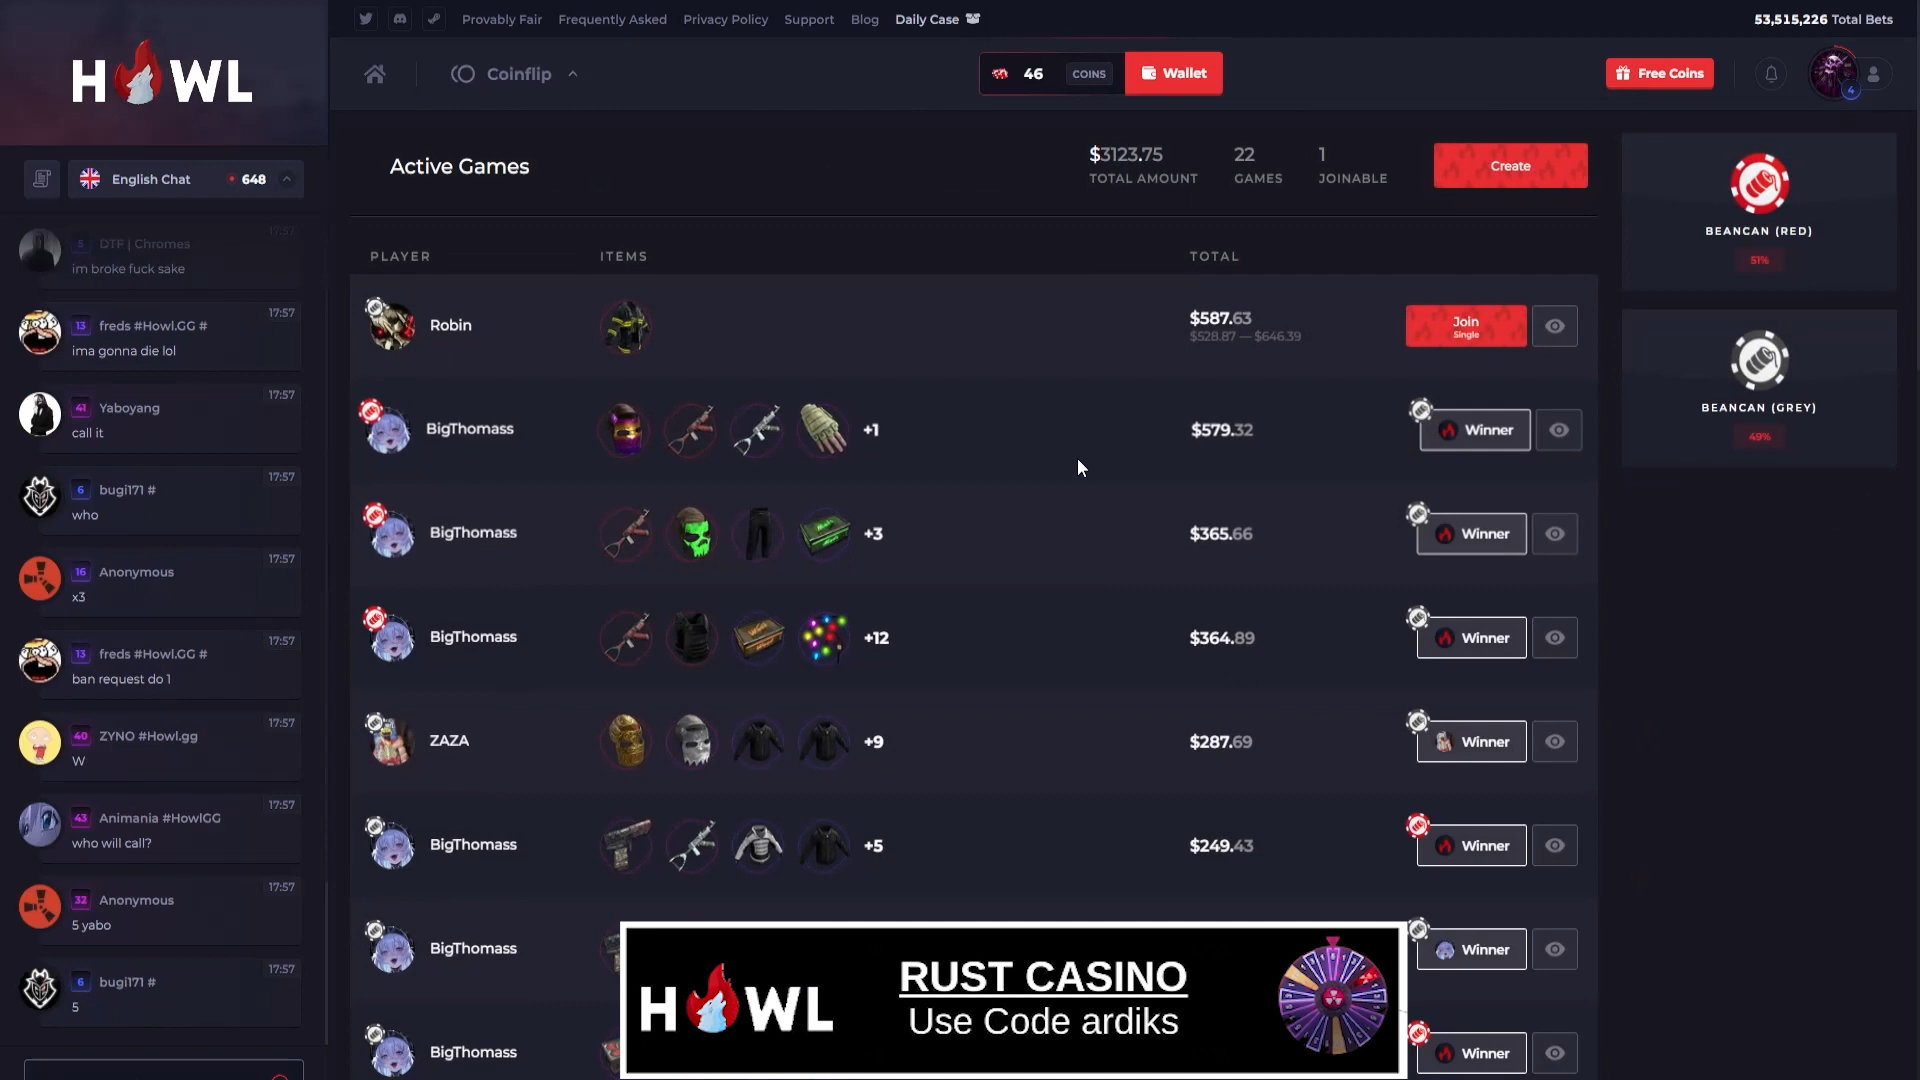 Provably Fair
Frequently Asked
Privacy Policy
Support
Blog
Daily Case
53,515,226 Total Bets
HOWL
Coinflip
46
COINS
Wallet
Free Coins
4
English Chat
648
17:57
5 DTF | Chromes
im broke fuck sake
17:57
13 freds #Howl.GG #
ima gonna die lol
17:57
41 Yaboyang
call it
17:57
6 bugi171 #
who
17:57
16 Anonymous
x3
17:57
13 freds #Howl.GG #
ban request do 1
17:57
40 ZYNO #Howl.gg
W
17:57
43 Animania #HowlGG
who will call?
17:57
32 Anonymous
5 yabo
17:57
6 bugi171 #
5
Active Games
$3123.75
TOTAL AMOUNT
22
GAMES
1
JOINABLE
Create
PLAYER
ITEMS
TOTAL
Robin
$587.63
$528.87 — $646.39
Join
Single
BigThomass
+1
$579.32
Winner
BigThomass
+3
$365.66
Winner
BigThomass
+12
$364.89
Winner
ZAZA
+9
$287.69
Winner
BigThomass
+5
$249.43
Winner
BigThomass
Winner
BigThomass
Winner
BEANCAN (RED)
51%
BEANCAN (GREY)
49%
HOWL
RUST CASINO
Use Code ardiks